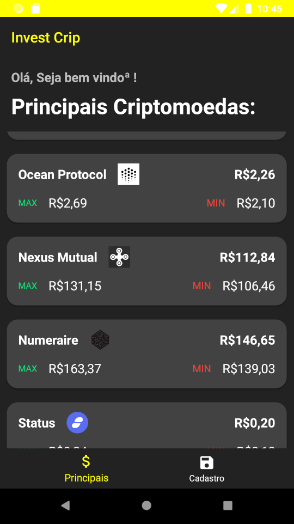 10:45
Invest Crip
Olá, Seja bem vindoª !
Principais Criptomoedas:
Ocean Protocol R$2,26
MAX R$2,69 MIN R$2,10
Nexus Mutual R$112,84
MAX R$131,15 MIN R$106,46
Numeraire R$146,65
MAX R$163,37 MIN R$139,03
Status R$0,20
$
Principais Cadastro